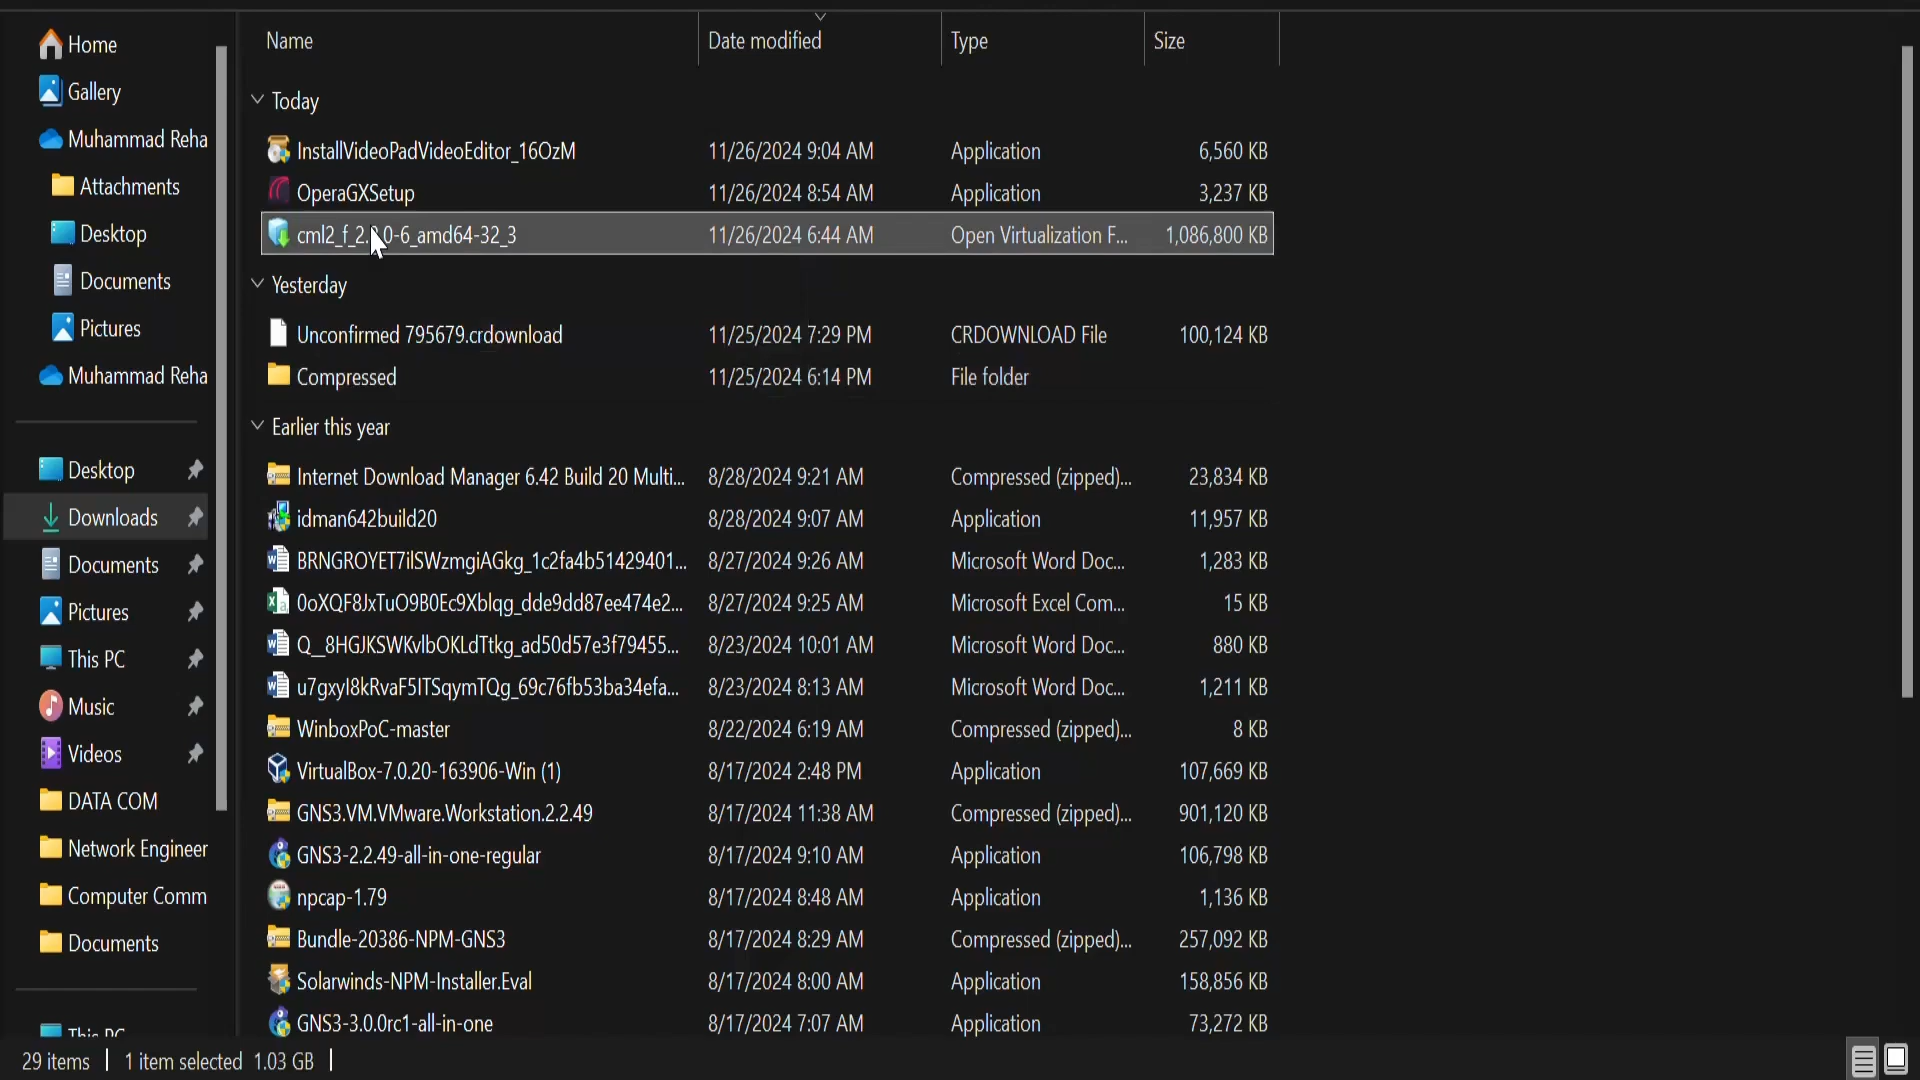 Home
Gallery
Muhammad Reha
Attachments
Desktop
Documents
Pictures
Muhammad Reha
Desktop
Downloads
Documents
Pictures
This PC
Music
Videos
DATA COM
Network Engineer
Computer Comm
Documents
This PC
Name Date modified Type Size
Today
InstallVideoPadVideoEditor_16OzM 11/26/2024 9:04 AM Application 6,560 KB
OperaGXSetup 11/26/2024 8:54 AM Application 3,237 KB
11/26/2024 6:44 AM Open Virtualization F... 1,086,800 KB
Yesterday
Unconfirmed 795679.crdownload 11/25/2024 7:29 PM CRDOWNLOAD File 100,124 KB
Compressed 11/25/2024 6:14 PM File folder
Earlier this year
Internet Download Manager 6.42 Build 20 Multi... 8/28/2024 9:21 AM Compressed (zipped)... 23,834 KB
idman642build20 8/28/2024 9:07 AM Application 11,957 KB
BRNGROYET7ilSWzmgiAGkg_1c2fa4b51429401... 8/27/2024 9:26 AM Microsoft Word Doc... 1,283 KB
0oXQF8JxTuO9B0Ec9Xblqg_dde9dd87ee474e2... 8/27/2024 9:25 AM Microsoft Excel Com... 15 KB
Q__8HGJKSWKvlbOKLdTtkg_ad50d57e3f79455... 8/23/2024 10:01 AM Microsoft Word Doc... 880 KB
u7gxyI8kRvaF5ITSqymTQg_69c76fb53ba34efa... 8/23/2024 8:13 AM Microsoft Word Doc... 1,211 KB
WinboxPoC-master 8/22/2024 6:19 AM Compressed (zipped)... 8 KB
VirtualBox-7.0.20-163906-Win (1) 8/17/2024 2:48 PM Application 107,669 KB
GNS3.VM.VMware.Workstation.2.2.49 8/17/2024 11:38 AM Compressed (zipped)... 901,120 KB
GNS3-2.2.49-all-in-one-regular 8/17/2024 9:10 AM Application 106,798 KB
npcap-1.79 8/17/2024 8:48 AM Application 1,136 KB
Bundle-20386-NPM-GNS3 8/17/2024 8:29 AM Compressed (zipped)... 257,092 KB
Solarwinds-NPM-Installer.Eval 8/17/2024 8:00 AM Application 158,856 KB
GNS3-3.0.0rc1-all-in-one 8/17/2024 7:07 AM Application 73,272 KB
29 items 1 item selected 1.03 GB